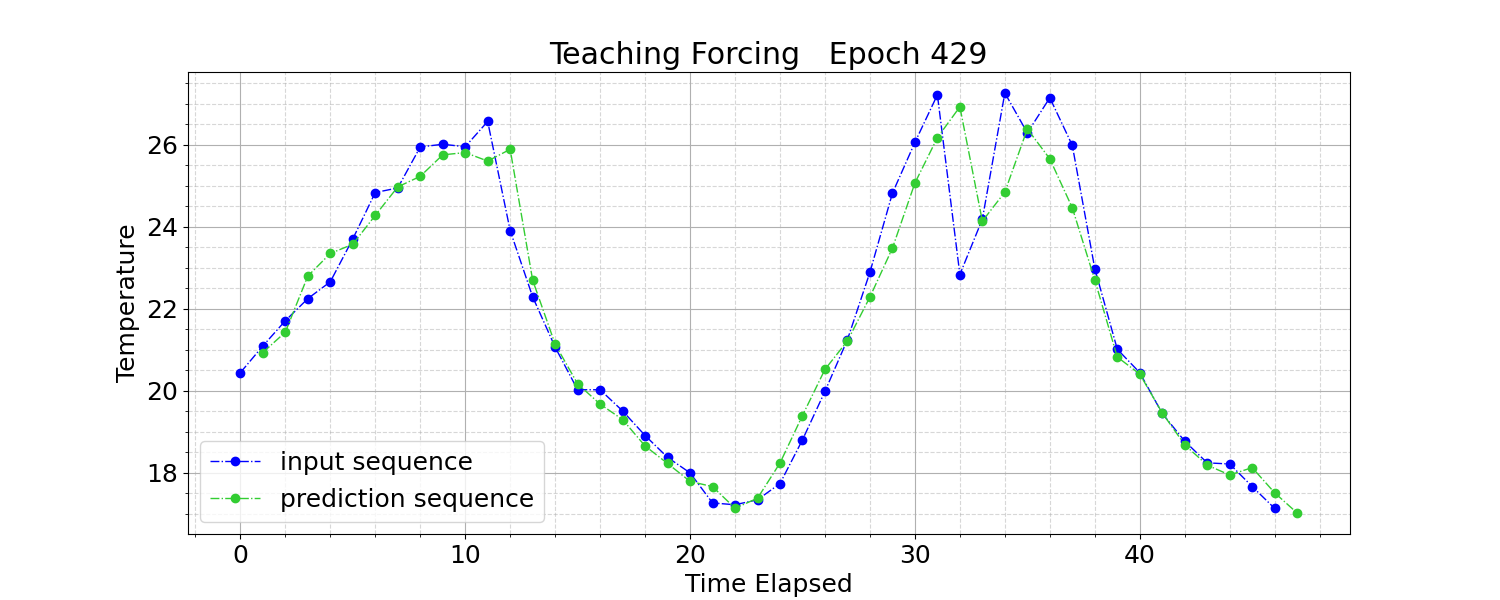 Teaching Forcing   Epoch 429
26
24
22
20
18
Temperature
input sequence
prediction sequence
0 10 20 30 40
Time Elapsed